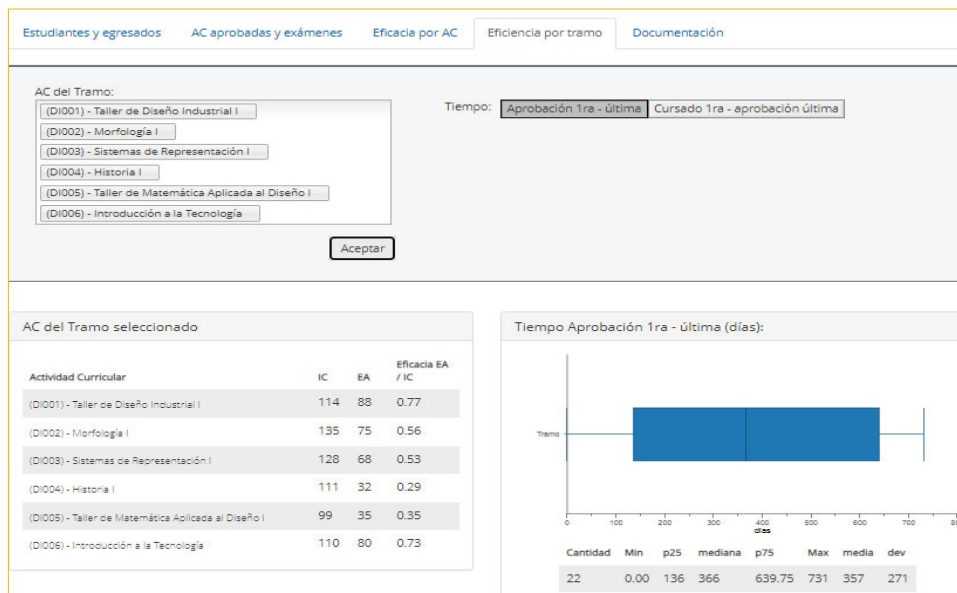 Estudiantes y egresados AC aprobadas y exámenes Eficacia por AC Eficiencia por tramo Documentación
AC del Tramo:
(DI001) - Taller de Diseño Industrial I
(DI002) - Morfología I
(DI003) - Sistemas de Representación I
(DI004) - Historia I
(DI005) - Taller de Matemática Aplicada al Diseño I
(DI006) - Introducción a la Tecnología
Tiempo: Aprobación 1ra - última Cursado 1ra - aprobación última
Aceptar
AC del Tramo seleccionado
Actividad Curricular IC EA Eficacia EA
/ IC
(DI001) - Taller de Diseño Industrial I 114 88 0.77
(DI002) - Morfología I 135 75 0.56
(DI003) - Sistemas de Representación I 128 68 0.53
(DI004) - Historia I 111 32 0.29
(DI005) - Taller de Matemática Aplicada al Diseño I 99 35 0.35
(DI006) - Introducción a la Tecnología 110 80 0.73
Tiempo Aprobación 1ra - última (días):
Tramo
0 100 200 300 400 500 600 700
días
Cantidad Min p25 mediana p75 Max media dev
22 0.00 136 366 639.75 731 357 271